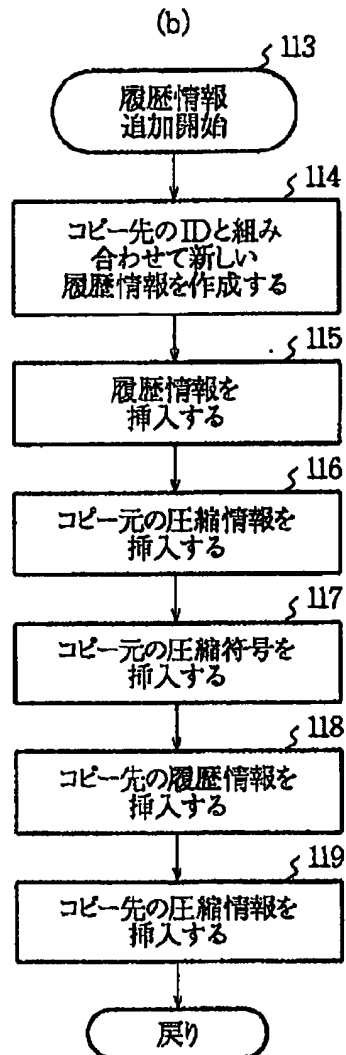 (b)
113
履歴情報
追加開始
114
コピー先のIDと組み
合わせて新しい
履歴情報を作成する
115
履歴情報を
挿入する
116
コピー元の圧縮情報を
挿入する
117
コピー元の圧縮符号を
挿入する
118
コピー先の履歴情報を
挿入する
119
コピー先の圧縮情報を
挿入する
戻り